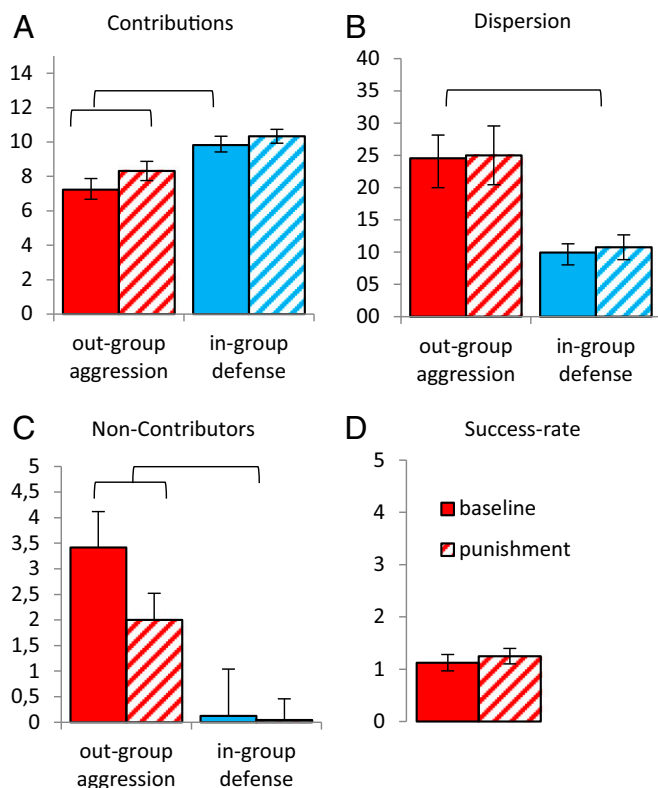 A
Contributions
14
12
10
8
6
4
2
0
out-group
aggression
in-group
defense
B
Dispersion
40
35
30
25
20
15
10
05
00
out-group
aggression
in-group
defense
C
Non-Contributors
5
4,5
4
3,5
3
2,5
2
1,5
1
0,5
0
out-group
aggression
in-group
defense
D
Success-rate
5
4
3
2
1
0
baseline
punishment